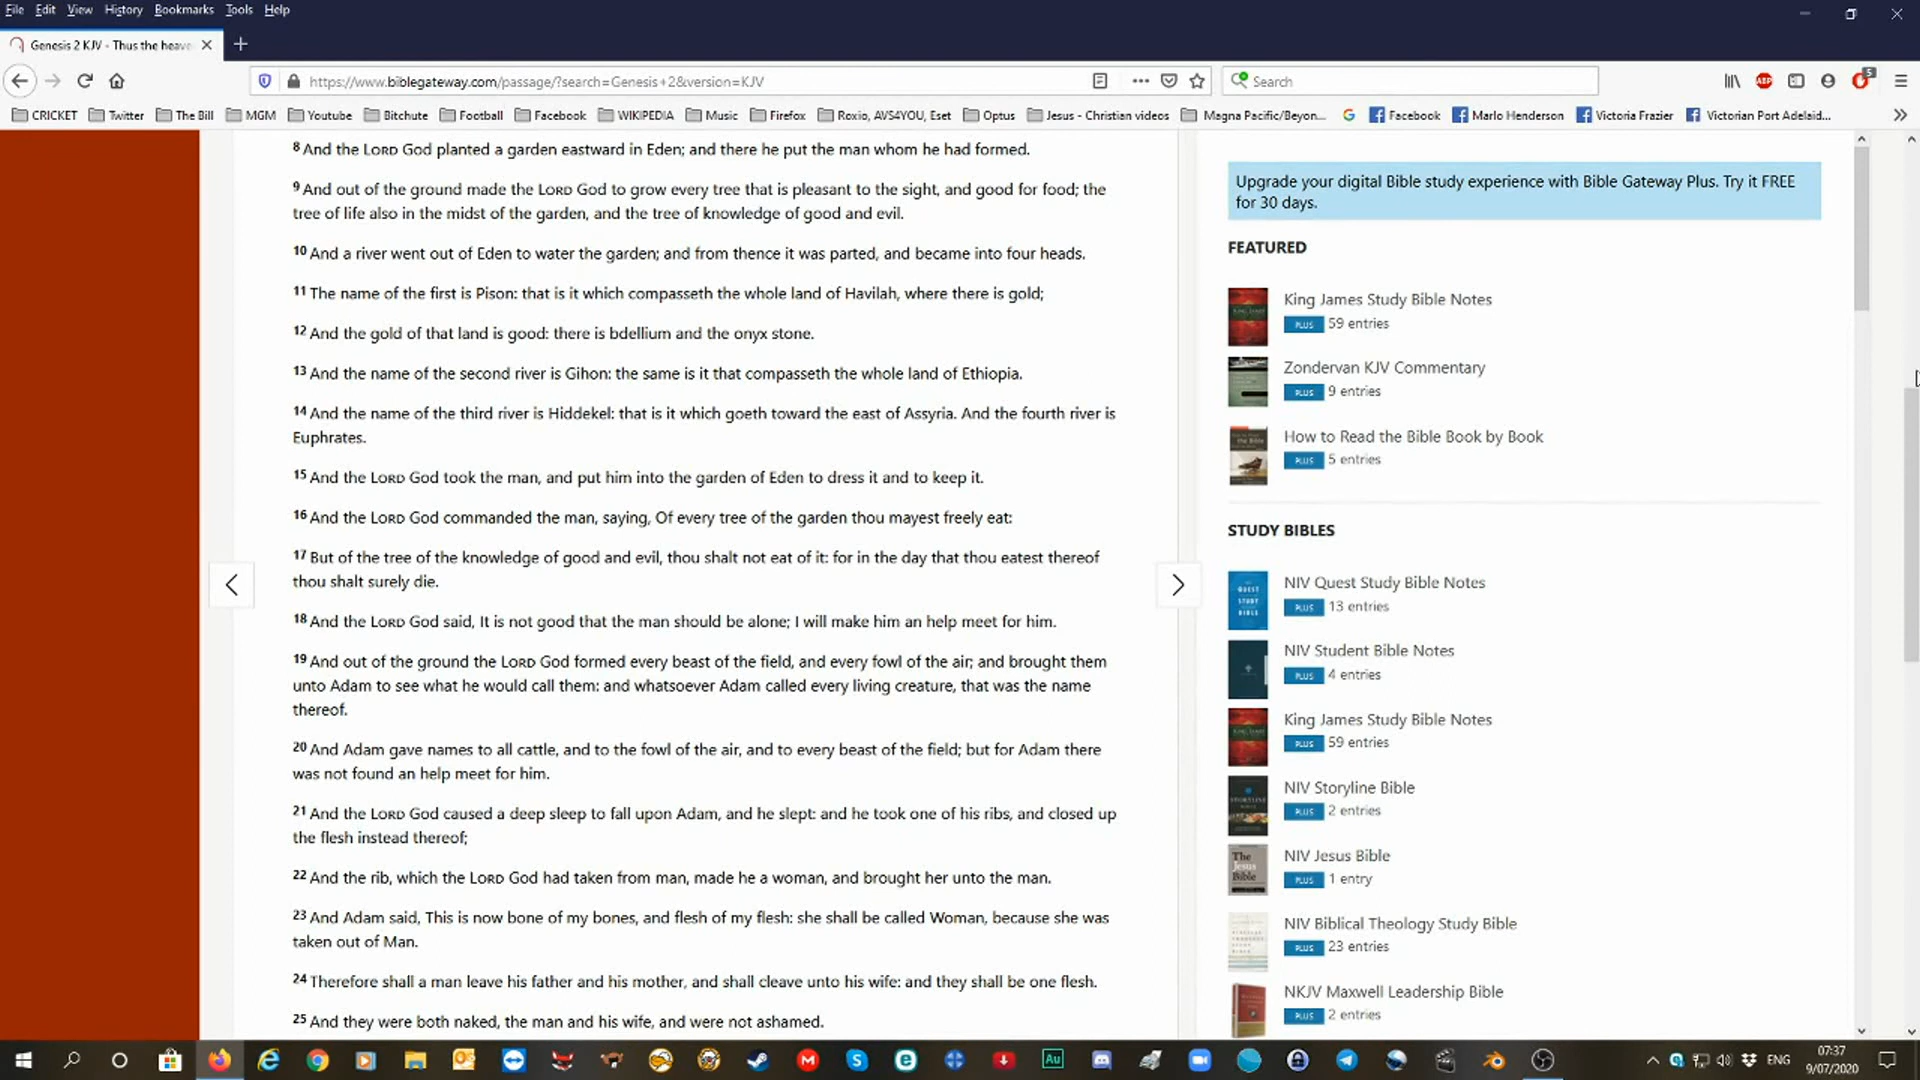 File Edit View History Bookmarks Tools Help
Genesis 2 KJV - Thus the heave
https://www.biblegateway.com/passage/?search=Genesis+2&version=KJV
Search
5
CRICKET Twitter The Bill MGM Youtube Bitchute Football Facebook WIKIPEDIA Music Firefox Roxio, AVS4YOU, Eset Optus Jesus - Christian videos Magna Pacific/Beyon... Facebook Marlo Henderson Victoria Frazier Victorian Port Adelaid...
8 And the LORD God planted a garden eastward in Eden; and there he put the man whom he had formed.
9 And out of the ground made the LORD God to grow every tree that is pleasant to the sight, and good for food; the
tree of life also in the midst of the garden, and the tree of knowledge of good and evil.
10 And a river went out of Eden to water the garden; and from thence it was parted, and became into four heads.
11 The name of the first is Pison: that is it which compasseth the whole land of Havilah, where there is gold;
12 And the gold of that land is good: there is bdellium and the onyx stone.
13 And the name of the second river is Gihon: the same is it that compasseth the whole land of Ethiopia.
14 And the name of the third river is Hiddekel: that is it which goeth toward the east of Assyria. And the fourth river is
Euphrates.
15 And the LORD God took the man, and put him into the garden of Eden to dress it and to keep it.
16 And the LORD God commanded the man, saying, Of every tree of the garden thou mayest freely eat:
17 But of the tree of the knowledge of good and evil, thou shalt not eat of it: for in the day that thou eatest thereof
thou shalt surely die.
18 And the LORD God said, It is not good that the man should be alone; I will make him an help meet for him.
19 And out of the ground the LORD God formed every beast of the field, and every fowl of the air; and brought them
unto Adam to see what he would call them: and whatsoever Adam called every living creature, that was the name
thereof.
20 And Adam gave names to all cattle, and to the fowl of the air, and to every beast of the field; but for Adam there
was not found an help meet for him.
21 And the LORD God caused a deep sleep to fall upon Adam, and he slept: and he took one of his ribs, and closed up
the flesh instead thereof;
22 And the rib, which the LORD God had taken from man, made he a woman, and brought her unto the man.
23 And Adam said, This is now bone of my bones, and flesh of my flesh: she shall be called Woman, because she was
taken out of Man.
24 Therefore shall a man leave his father and his mother, and shall cleave unto his wife: and they shall be one flesh.
25 And they were both naked, the man and his wife, and were not ashamed.
Upgrade your digital Bible study experience with Bible Gateway Plus. Try it FREE
for 30 days.
FEATURED
King James Study Bible Notes
PLUS 59 entries
Zondervan KJV Commentary
PLUS 9 entries
How to Read the Bible Book by Book
PLUS 5 entries
STUDY BIBLES
NIV Quest Study Bible Notes
PLUS 13 entries
NIV Student Bible Notes
PLUS 4 entries
King James Study Bible Notes
PLUS 59 entries
NIV Storyline Bible
PLUS 2 entries
The Jesus Bible
NIV Jesus Bible
PLUS 1 entry
NIV Biblical Theology Study Bible
PLUS 23 entries
NKJV Maxwell Leadership Bible
PLUS 2 entries
ENG
07:37
9/07/2020